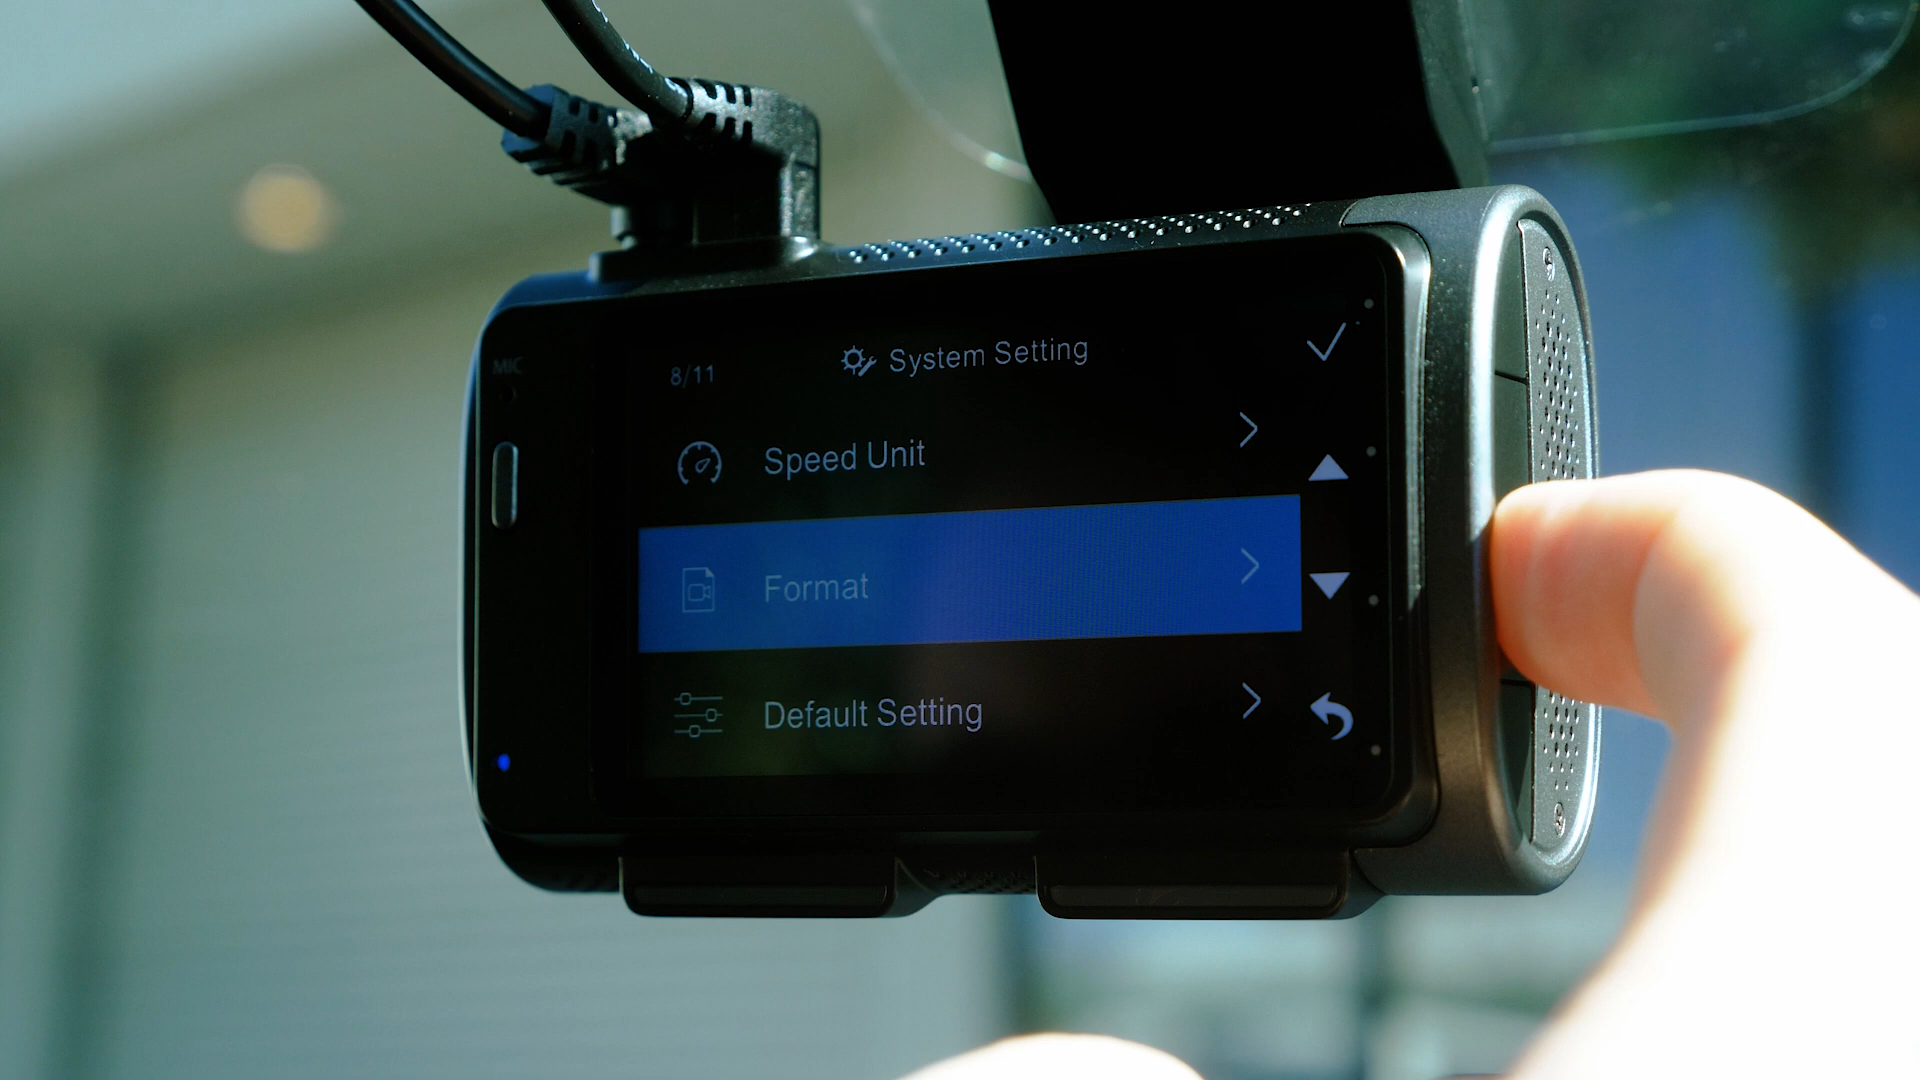 MIC
8/11
System Setting
Speed Unit
Format
Default Setting